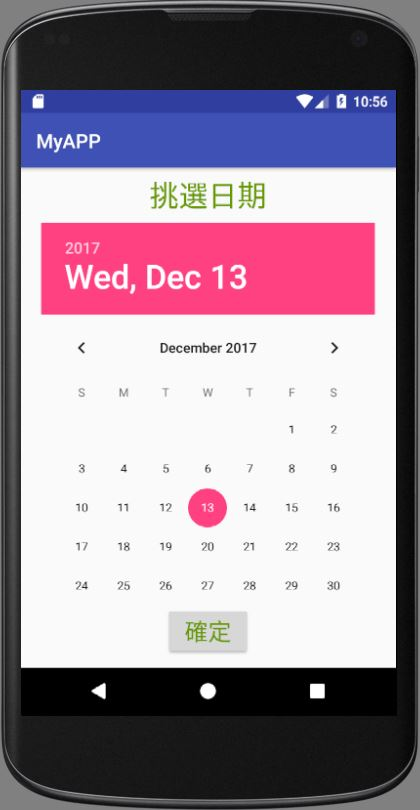 10:56
MyAPP
挑選日期
2017
Wed, Dec 13
December 2017
S M T W T F S
1 2
3 4 5 6 7 8 9
10 11 12 13 14 15 16
17 18 19 20 21 22 23
24 25 26 27 28 29 30
確定